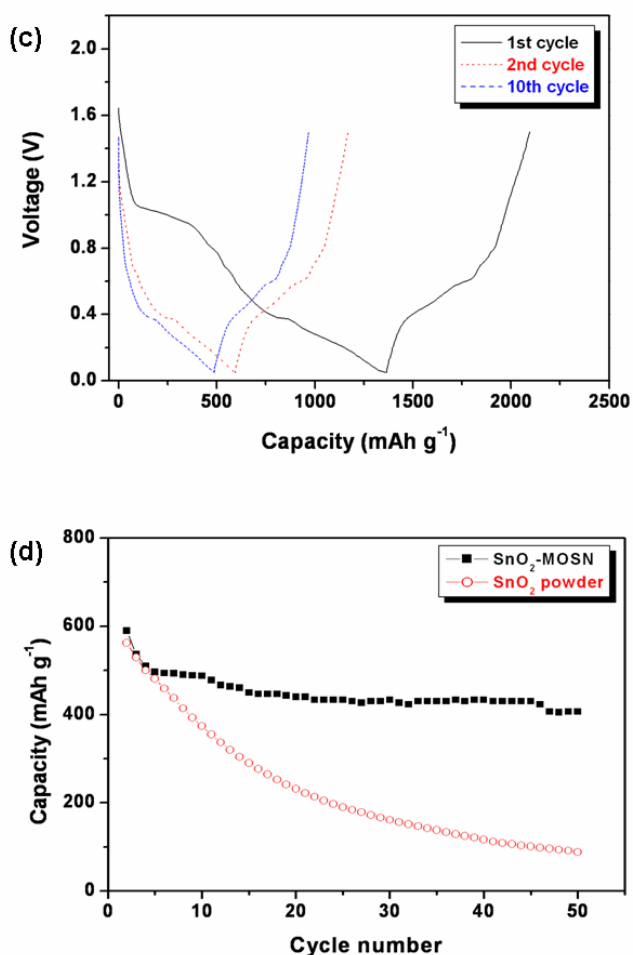 (c)
2.0
1st cycle
2nd cycle
10th cycle
1.6
1.2
0.8
0.4
0.0
Voltage (V)
0 500 1000 1500 2000 2500
Capacity (mAh g⁻¹)
(d)
800
SnO₂-MOSN
SnO₂ powder
600
400
200
0
Capacity (mAh g⁻¹)
0 10 20 30 40 50
Cycle number